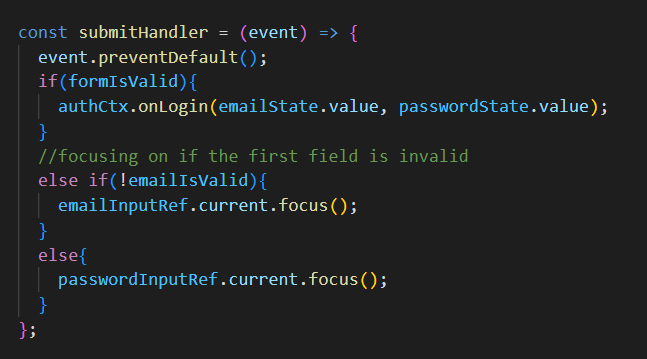 const submitHandler = (event) => {
event.preventDefault();
if(formIsValid){
authCtx.onLogin(emailState.value, passwordState.value);
}
//focusing on if the first field is invalid
else if(!emailIsValid){
emailInputRef.current.focus();
}
else{
passwordInputRef.current.focus();
}
};